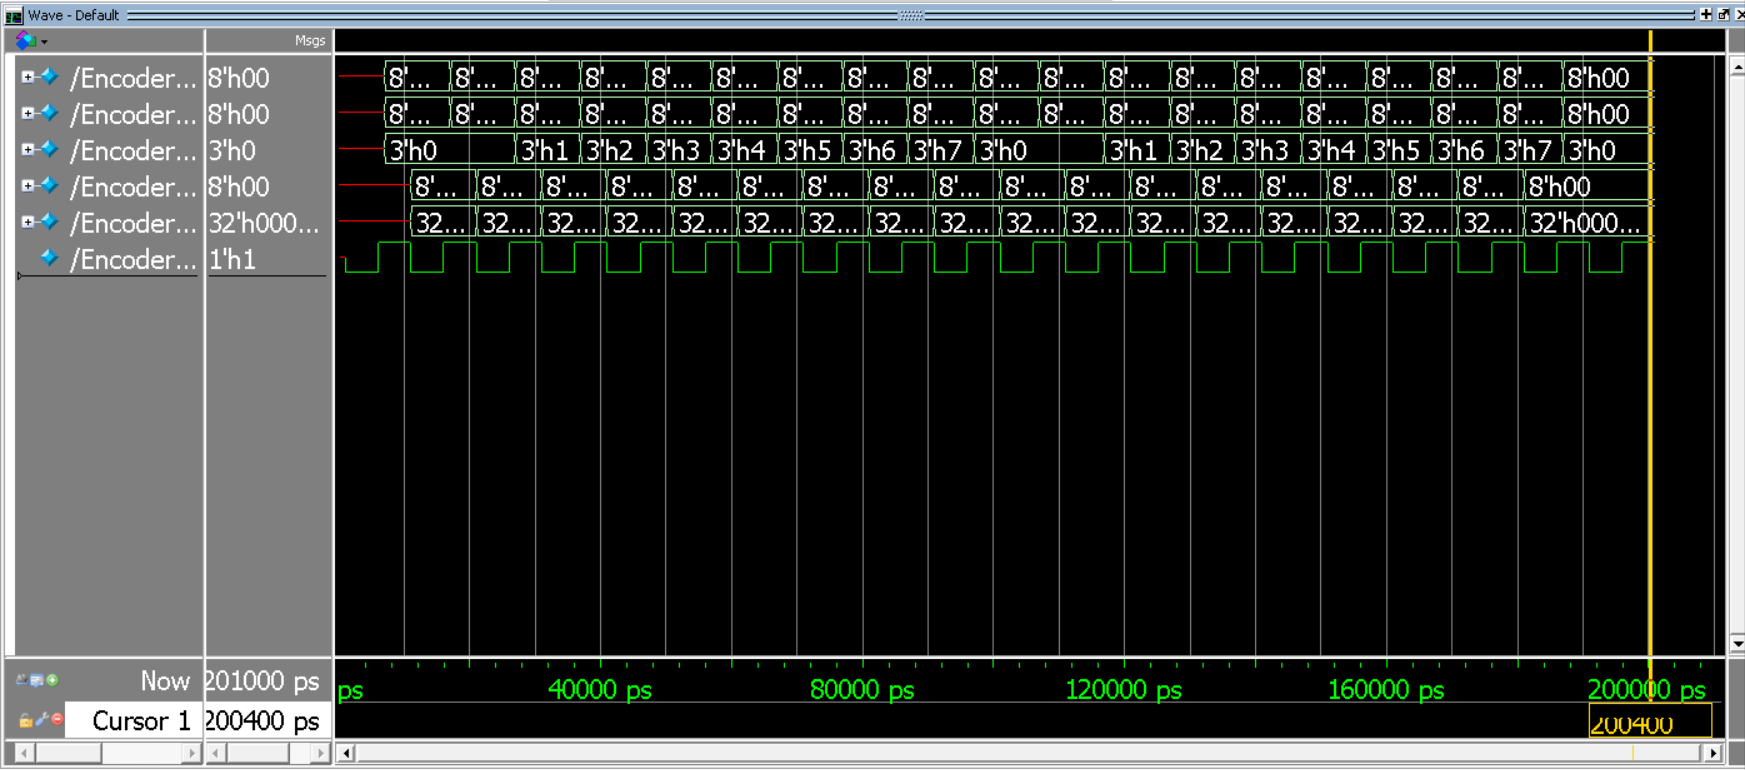 Wave - Default
Msgs
/Encoder... 8'h00 8'... 8'... 8'... 8'... 8'... 8'... 8'... 8'... 8'... 8'... 8'... 8'... 8'... 8'... 8'... 8'... 8'... 8'... 8'h00
/Encoder... 8'h00 8'... 8'... 8'... 8'... 8'... 8'... 8'... 8'... 8'... 8'... 8'... 8'... 8'... 8'... 8'... 8'... 8'... 8'... 8'h00
/Encoder... 3'h0 3'h0 3'h1 3'h2 3'h3 3'h4 3'h5 3'h6 3'h7 3'h0 3'h1 3'h2 3'h3 3'h4 3'h5 3'h6 3'h7 3'h0
/Encoder... 8'h00 8'... 8'... 8'... 8'... 8'... 8'... 8'... 8'... 8'... 8'... 8'... 8'... 8'... 8'... 8'... 8'... 8'... 8'h00
/Encoder... 32'h000... 32... 32... 32... 32... 32... 32... 32... 32... 32... 32... 32... 32... 32... 32... 32... 32... 32... 32'h000...
/Encoder... 1'h1
Now 201000 ps ps 40000 ps 80000 ps 120000 ps 160000 ps 200000 ps
Cursor 1 200400 ps 200400